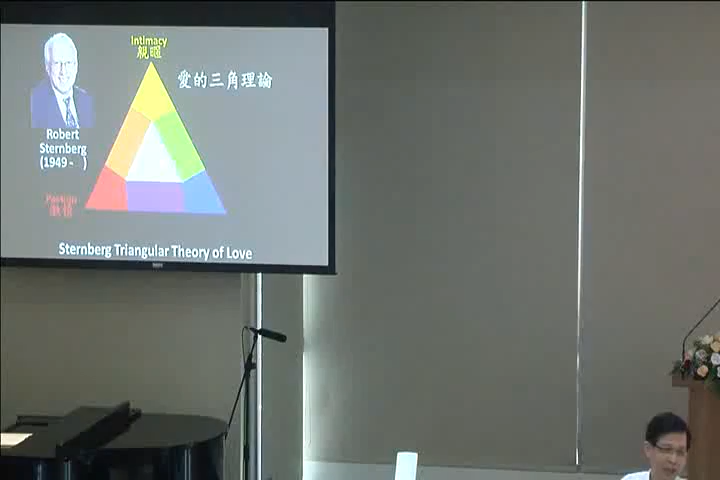 Intimacy
親暱
愛的三角理論
Robert
Sternberg
(1949 - )
Passion
激情
Sternberg Triangular Theory of Love